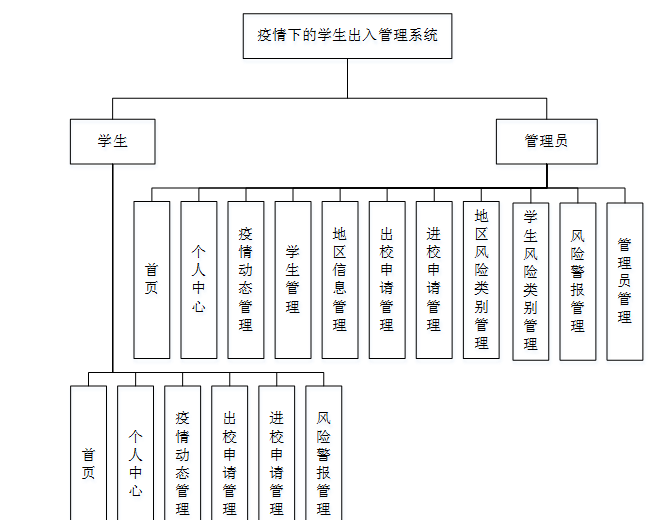 疫情下的学生出入管理系统
学生
管理员
首页
个人中心
疫情动态管理
学生管理
地区信息管理
出校申请管理
进校申请管理
地区风险类别管理
学生风险类别管理
风险警报管理
管理员管理
首页
个人中心
疫情动态管理
出校申请管理
进校申请管理
风险警报管理